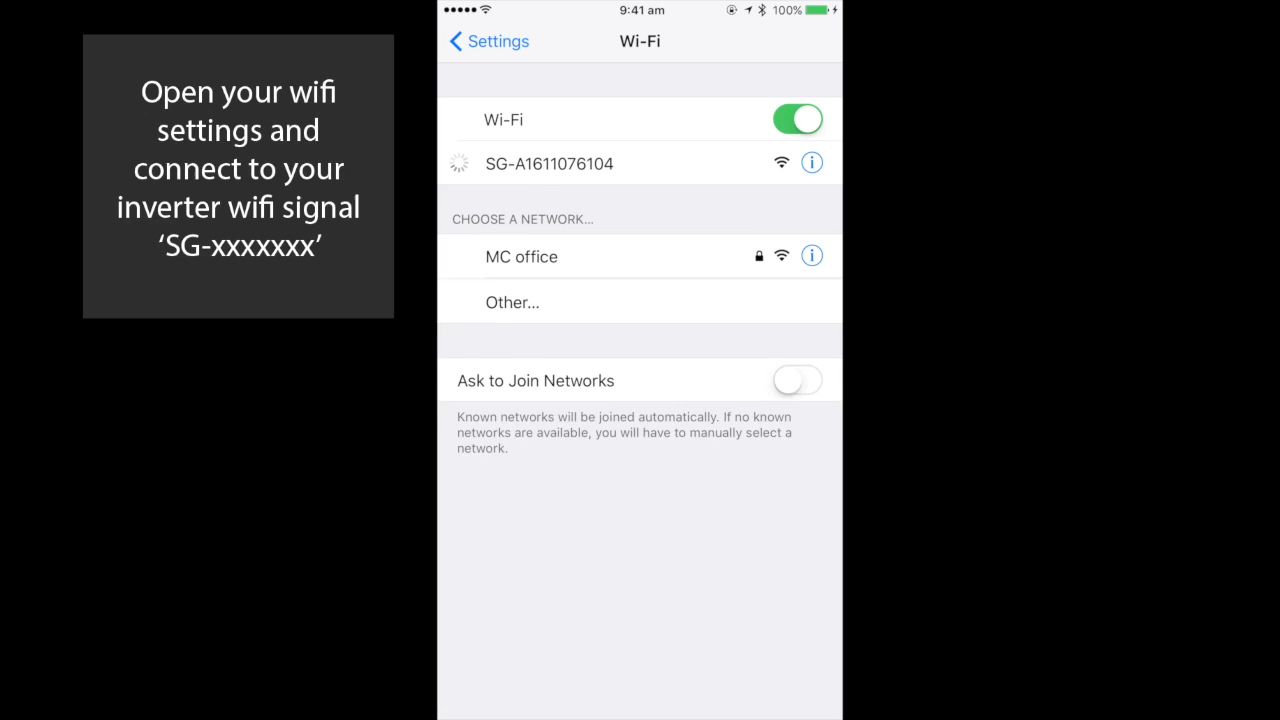 Open your wifi
settings and
connect to your
inverter wifi signal
‘SG-xxxxxxx’
9:41 am
100%
Settings
Wi-Fi
Wi-Fi
SG-A1611076104
CHOOSE A NETWORK...
MC office
Other...
Ask to Join Networks
Known networks will be joined automatically. If no known
networks are available, you will have to manually select a
network.